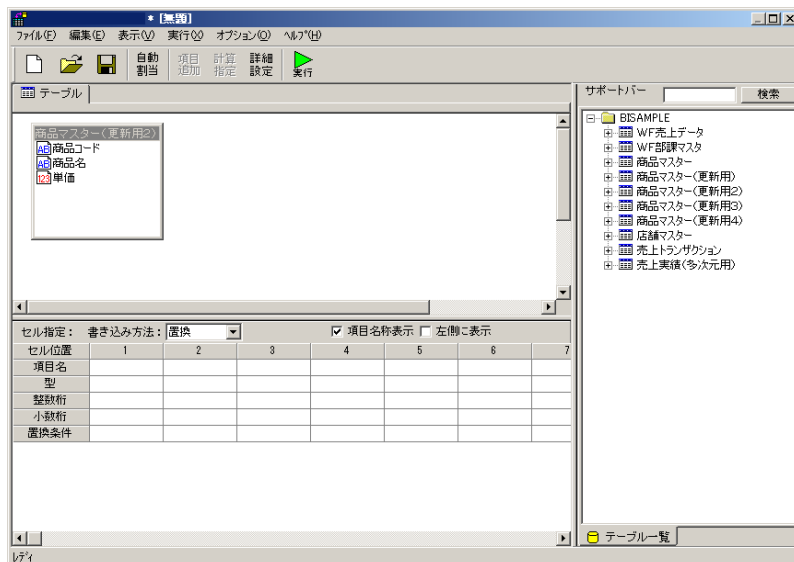 * [無題]
ファイル(F) 編集(E) 表示(V) 実行(X) オプション(O) ヘルプ(H)
自動割当 項目追加 計算指定 詳細設定 実行
テーブル
商品マスター(更新用2)
AB 商品コード
AB 商品名
123 単価
セル指定： 書き込み方法： 置換 項目名称表示 左側に表示
セル位置 1 2 3 4 5 6 7
項目名
型
整数桁
小数桁
置換条件
レディ
サポートバー 検索
BISAMPLE
WF売上データ
WF部課マスタ
商品マスター
商品マスター(更新用)
商品マスター(更新用2)
商品マスター(更新用3)
商品マスター(更新用4)
店舗マスター
売上トランザクション
売上実績(多次元用)
テーブル一覧